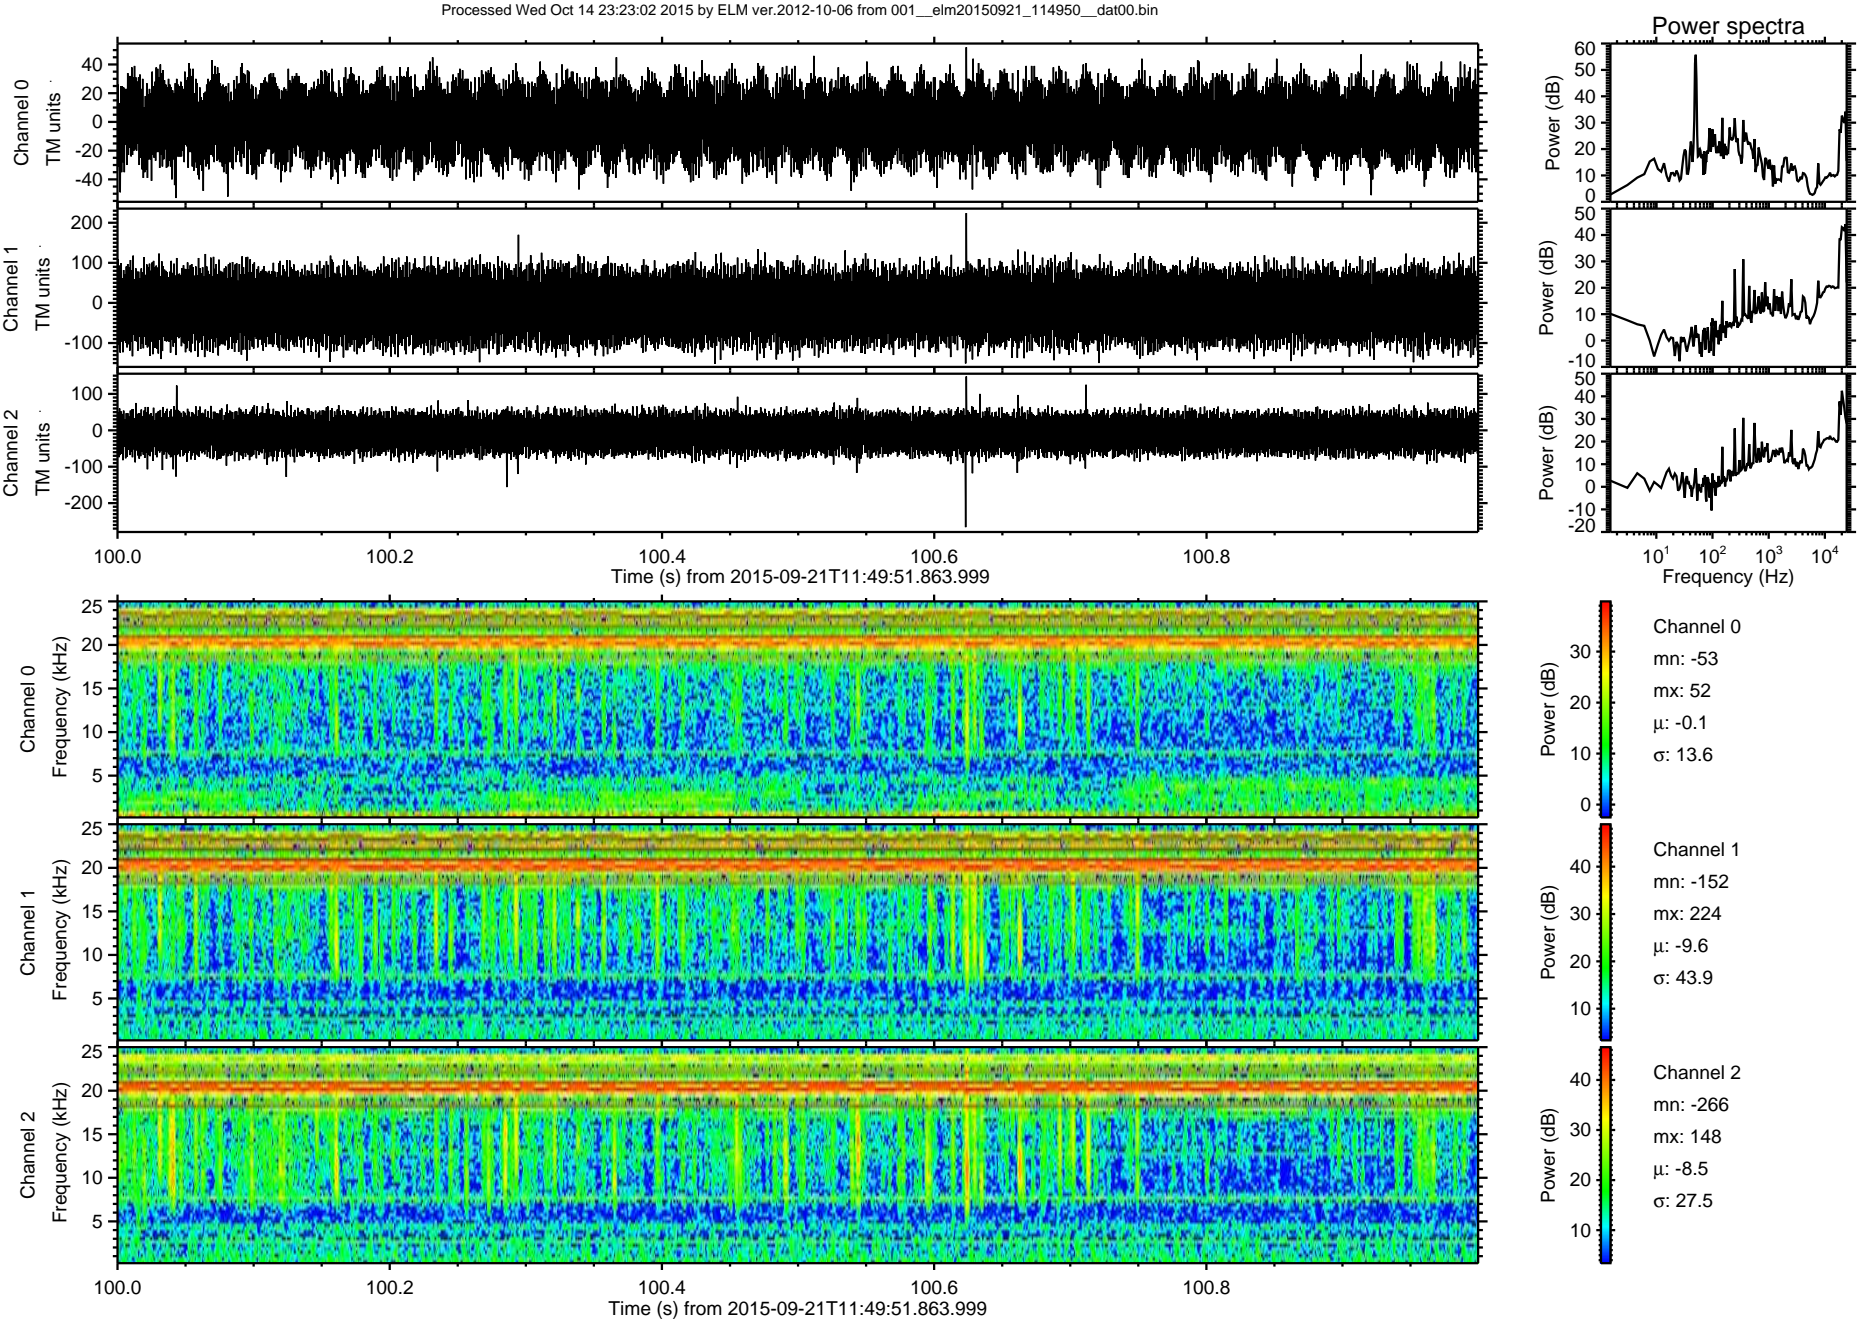 Processed Wed Oct 14 23:23:02 2015 by ELM ver.2012-10-06 from 001__elm20150921_114950__dat00.bin
Power spectra
Channel 0
TM units
40
20
0
-20
-40
Power (dB)
60
50
40
30
20
10
0
Channel 1
TM units
200
100
0
-100
Power (dB)
50
40
30
20
10
0
-10
Channel 2
TM units
100
0
-100
-200
Power (dB)
50
40
30
20
10
0
-10
-20
100.0 100.2 100.4 100.6 100.8
Time (s) from 2015-09-21T11:49:51.863.999
10^1 10^2 10^3 10^4
Frequency (Hz)
Channel 0
Frequency (kHz)
25
20
15
10
5
Power (dB)
30
20
10
0
Channel 0
mn: -53
mx: 52
μ: -0.1
σ: 13.6
Channel 1
Frequency (kHz)
25
20
15
10
5
Power (dB)
40
30
20
10
Channel 1
mn: -152
mx: 224
μ: -9.6
σ: 43.9
Channel 2
Frequency (kHz)
25
20
15
10
5
Power (dB)
40
30
20
10
Channel 2
mn: -266
mx: 148
μ: -8.5
σ: 27.5
100.0 100.2 100.4 100.6 100.8
Time (s) from 2015-09-21T11:49:51.863.999